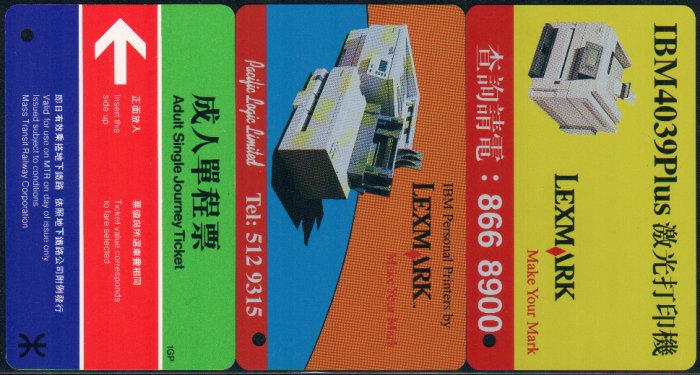 成人單程票
Adult Single Journey Ticket
1GP
正面放入
Insert this
side up
票值與所選車費相同
Ticket value corresponds
to fare selected
即日有效乘搭地下鐵路 依照地下鐵路公司附例發行
Valid for use on MTR on day of issue only
Issued subject to conditions
Mass Transit Railway Corporation
IBM Personal Printers by
LEXMARK
Make Your Mark
Pacific Logic Limited Tel: 512 9315
IBM4039Plus 激光打印機
LEXMARK
Make Your Mark
查詢請電：866 8900